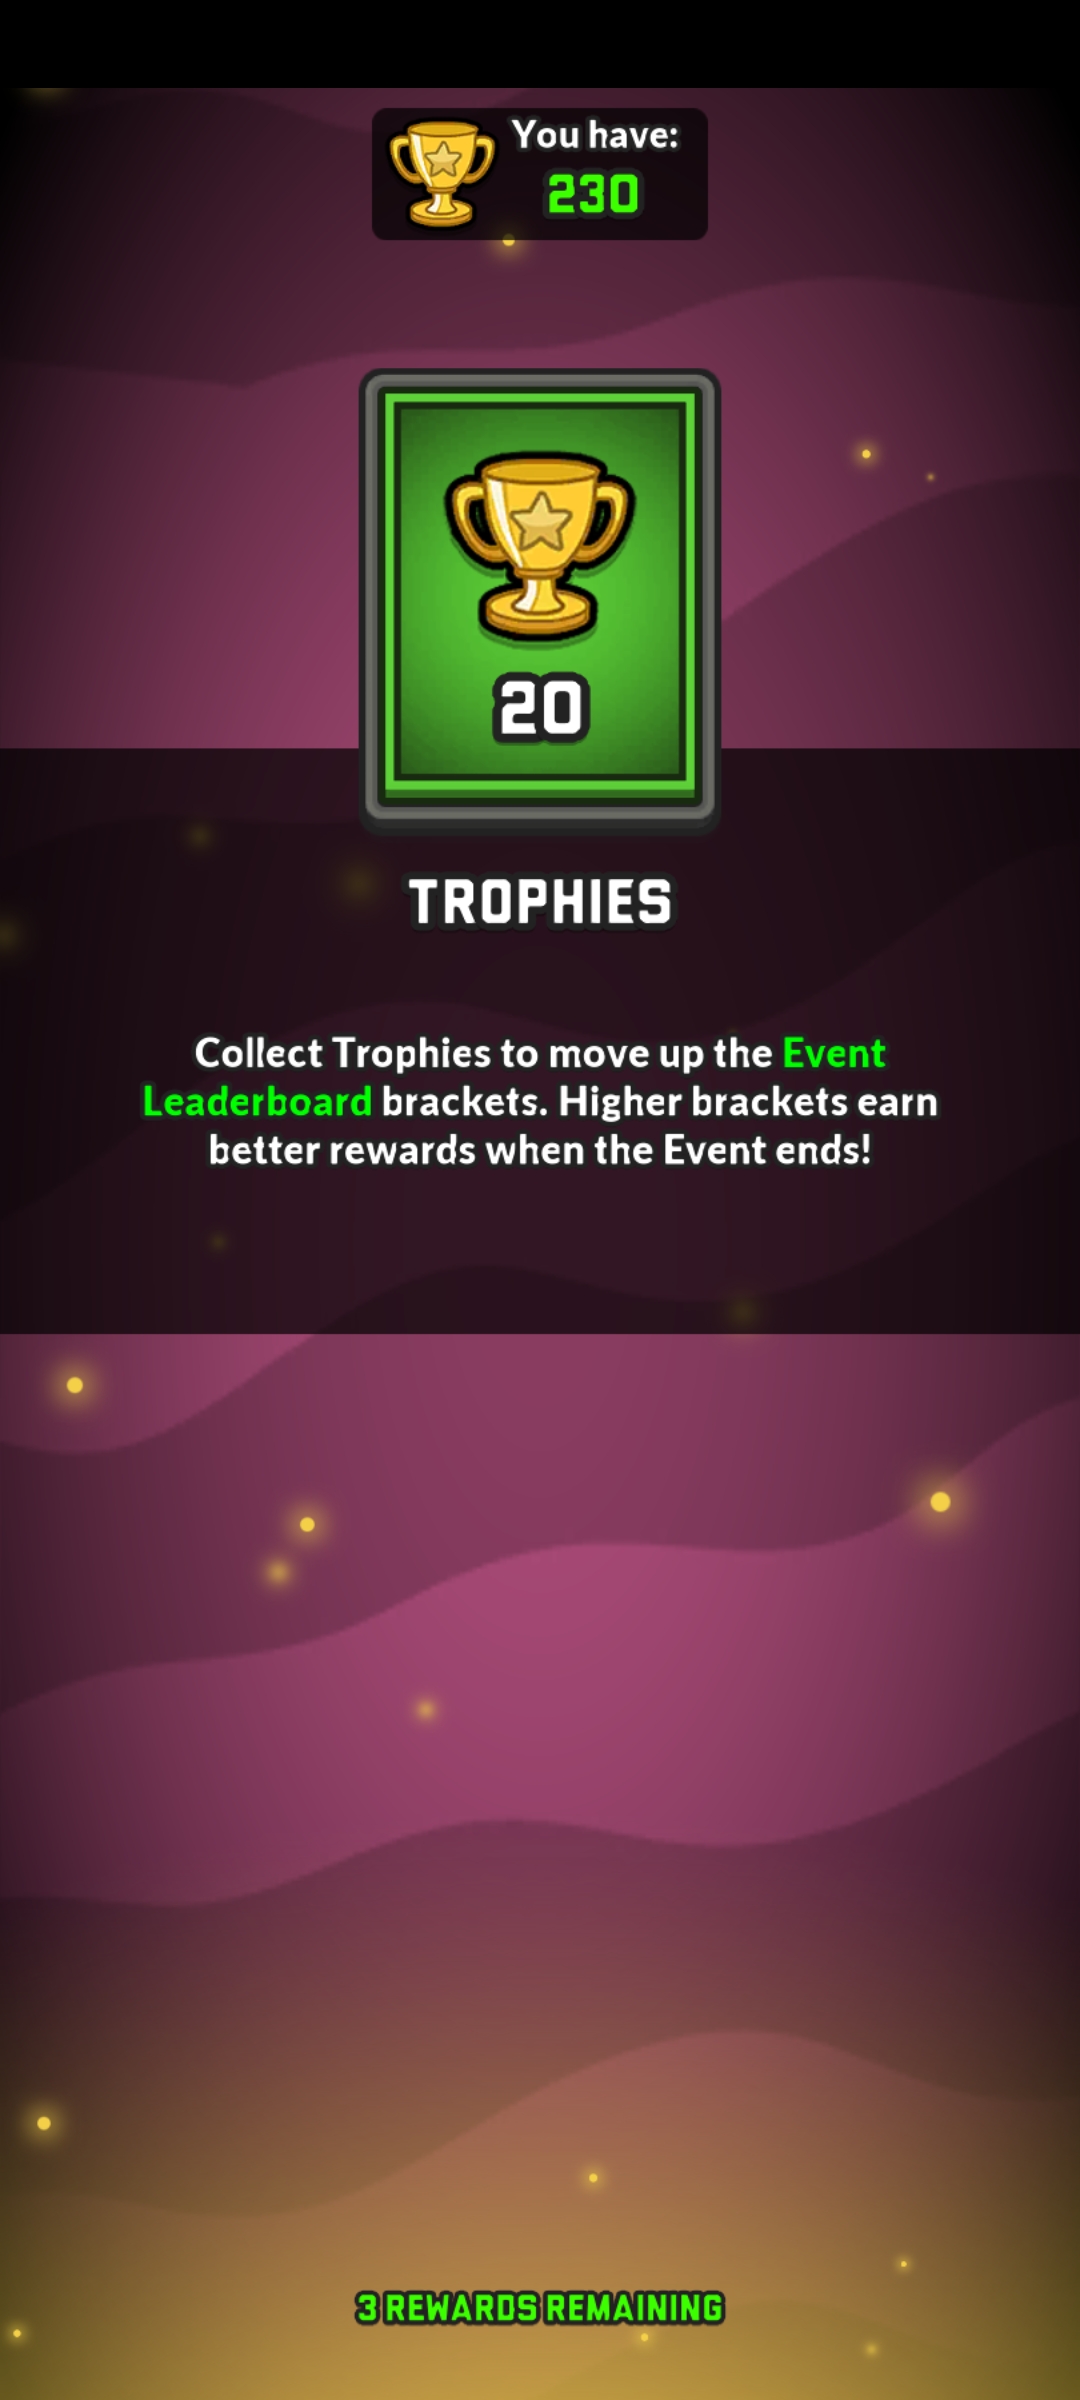 You have:
230
20
TROPHIES
Collect Trophies to move up the Event
Leaderboard brackets. Higher brackets earn
better rewards when the Event ends!
3 REWARDS REMAINING